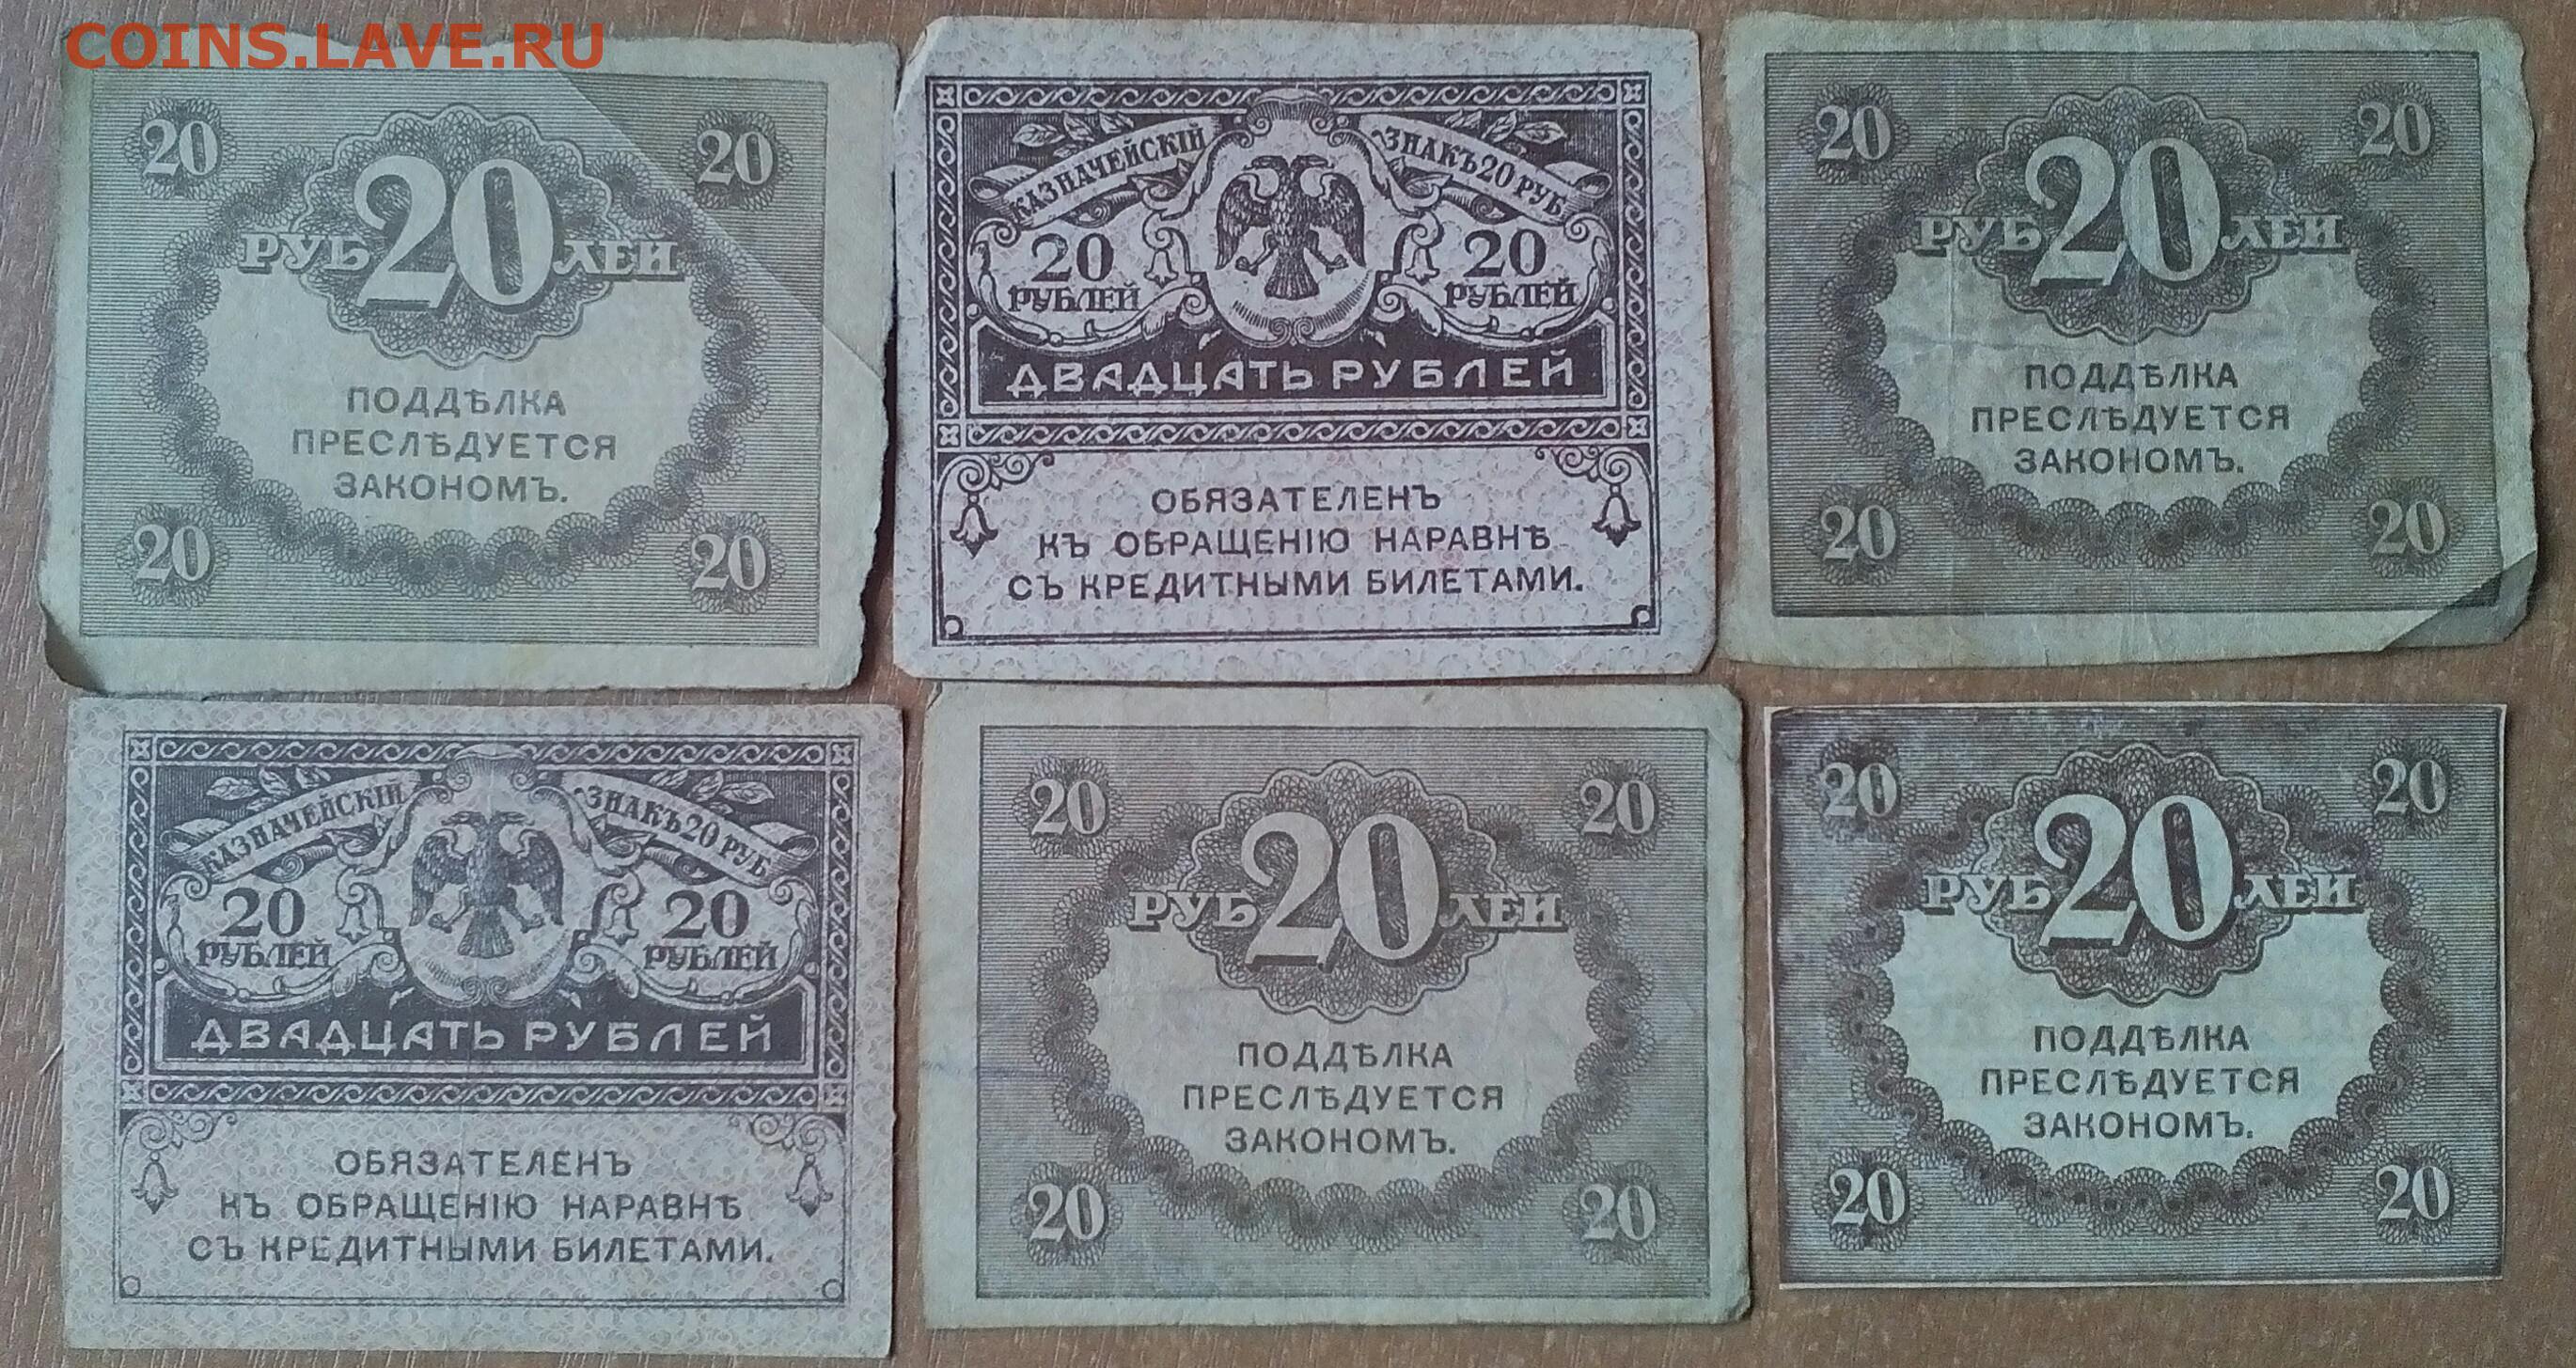 COINS.LAVE.RU
20 20
РУБ 20 ЛЕЙ
ПОДДѢЛКА
ПРЕСЛѢДУЕТСЯ
ЗАКОНОМЪ.
20 20
КАЗНАЧЕЙСКІЙ ЗНАКЪ 20 РУБ
20 20
РУБЛЕЙ РУБЛЕЙ
ДВАДЦАТЬ РУБЛЕЙ
ОБЯЗАТЕЛЕНЪ
КЪ ОБРАЩЕНІЮ НАРАВНѢ
СЪ КРЕДИТНЫМИ БИЛЕТАМИ.
20 20
РУБ 20 ЛЕЙ
ПОДДѢЛКА
ПРЕСЛѢДУЕТСЯ
ЗАКОНОМЪ.
20 20
КАЗНАЧЕЙСКІЙ ЗНАКЪ 20 РУБ
20 20
РУБЛЕЙ РУБЛЕЙ
ДВАДЦАТЬ РУБЛЕЙ
ОБЯЗАТЕЛЕНЪ
КЪ ОБРАЩЕНІЮ НАРАВНѢ
СЪ КРЕДИТНЫМИ БИЛЕТАМИ.
20 20
РУБ 20 ЛЕЙ
ПОДДѢЛКА
ПРЕСЛѢДУЕТСЯ
ЗАКОНОМЪ.
20 20
20 20
РУБ 20 ЛЕЙ
ПОДДѢЛКА
ПРЕСЛѢДУЕТСЯ
ЗАКОНОМЪ.
20 20